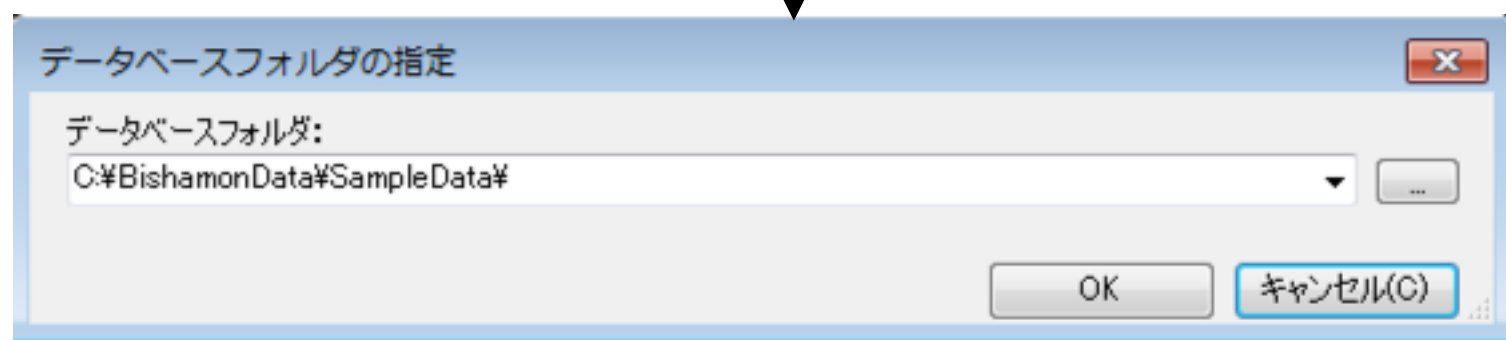 データベースフォルダの指定
データベースフォルダ:
C:¥BishamonData¥SampleData¥
...
OK
キャンセル(C)